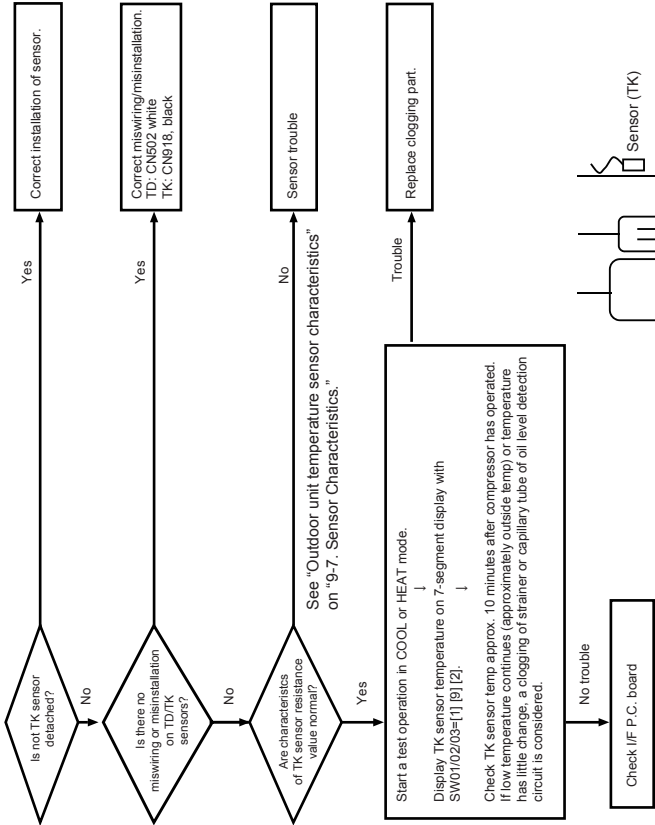 Is not TK sensor
detached?
Yes
Correct installation of sensor.
No
Is there no
miswiring or misinstallation
on TD/TK
sensors?
Yes
Correct miswiring/misinstallation.
TD: CN502 white
TK: CN918, black
No
Are characteristcs
of TK sensor resistance
value normal?
No
Sensor trouble
See “Outdoor unit temperature sensor characteristics”
on “9-7. Sensor Characteristics.”
Yes
Start a test operation in COOL or HEAT mode.
↓
Display TK sensor temperature on 7-segment display with
SW01/02/03=[1] [9] [2].
↓
Check TK sensor temp approx. 10 minutes after compressor has operated.
If low temperature continues (approximately outside temp) or temperature
has little change, a clogging of strainer or capillary tube of oil level detection
circuit is considered.
Trouble
Replace clogging part.
No trouble
Check I/F P.C. board
Sensor (TK)